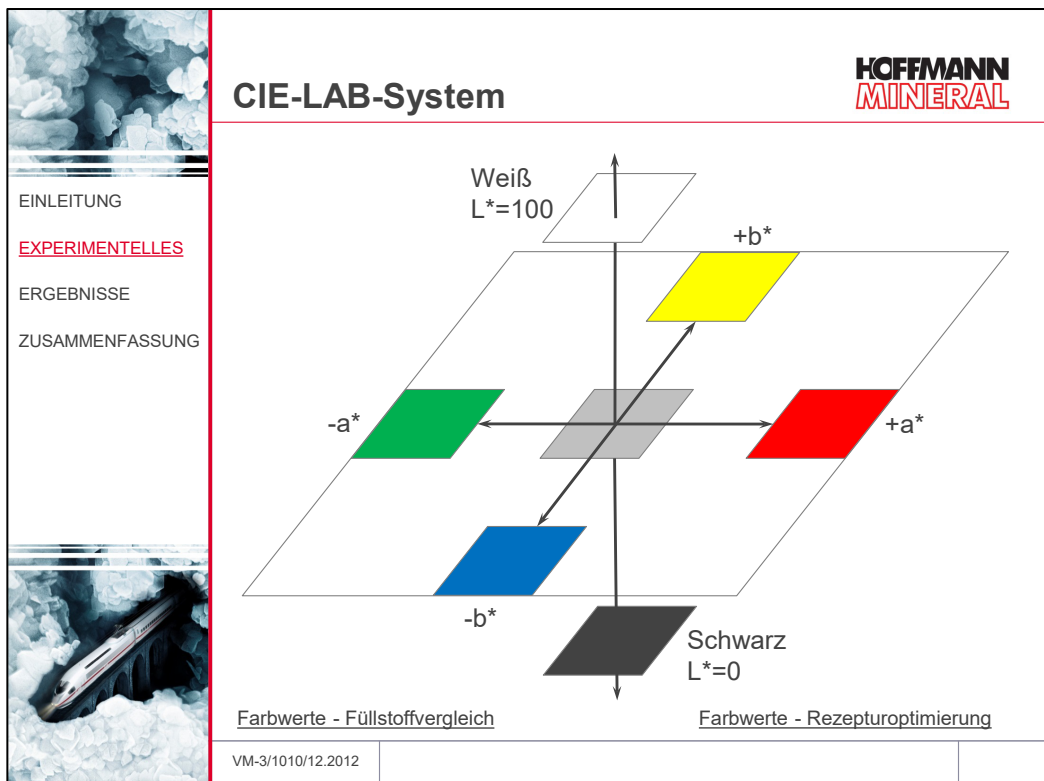 CIE-LAB-System
HOFFMANN
MINERAL
EINLEITUNG
EXPERIMENTELLES
ERGEBNISSE
ZUSAMMENFASSUNG
Weiß
L*=100
+b*
-a*
+a*
-b*
Schwarz
L*=0
Farbwerte - Füllstoffvergleich
Farbwerte - Rezepturoptimierung
VM-3/1010/12.2012